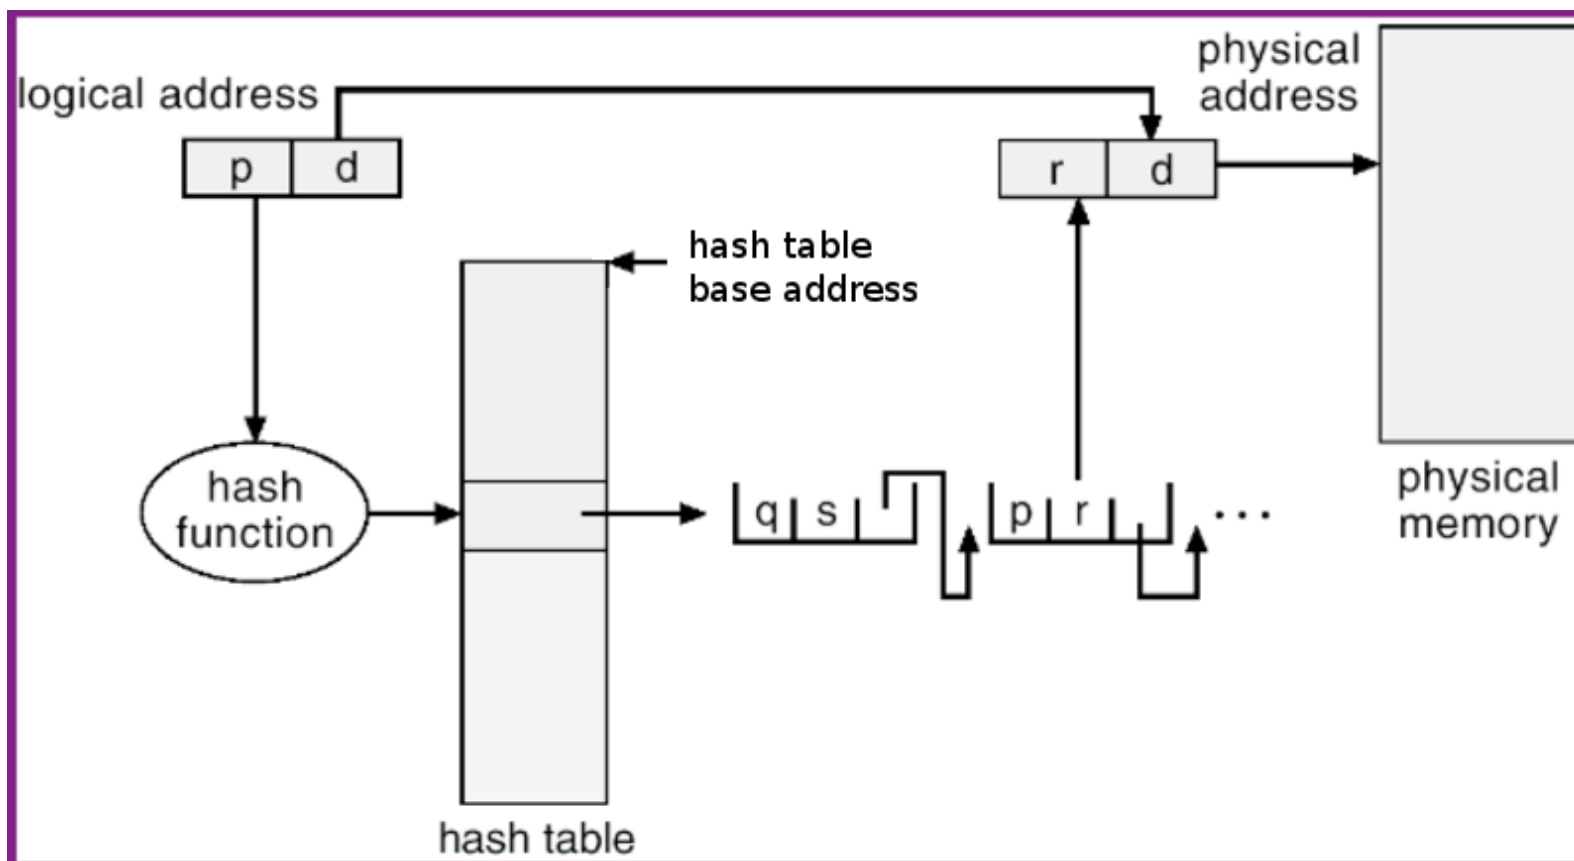 logical address
physical
address
p
d
r
d
hash table
base address
hash
function
q
s
p
r
...
physical
memory
hash table